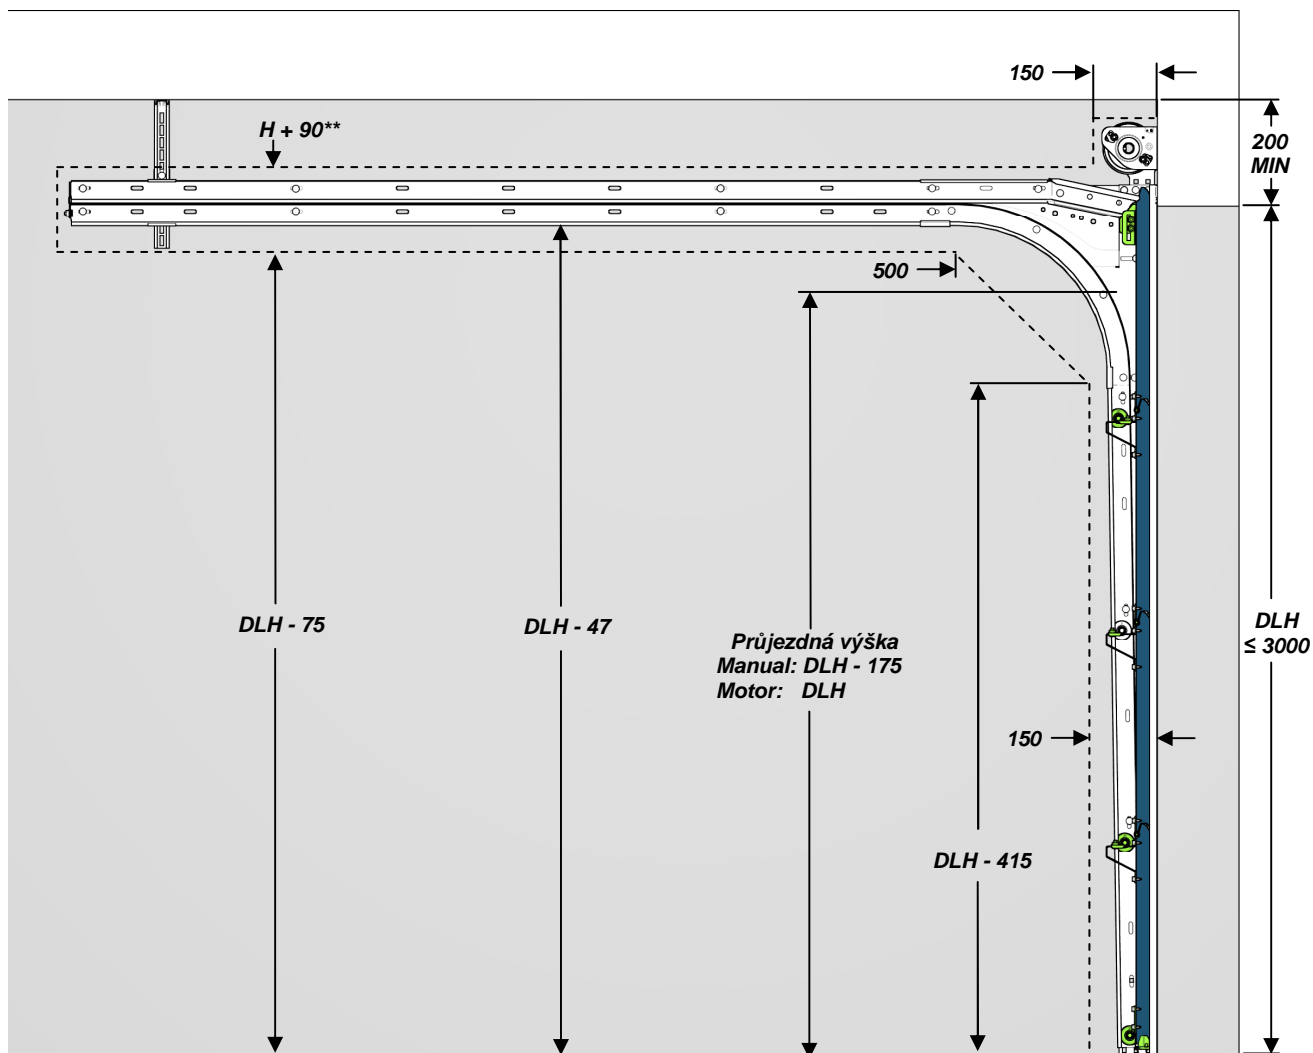 150
H + 90**
200
MIN
500
DLH - 75
DLH - 47
Průjezdná výška
Manual: DLH - 175
Motor: DLH
DLH
≤ 3000
150
DLH - 415